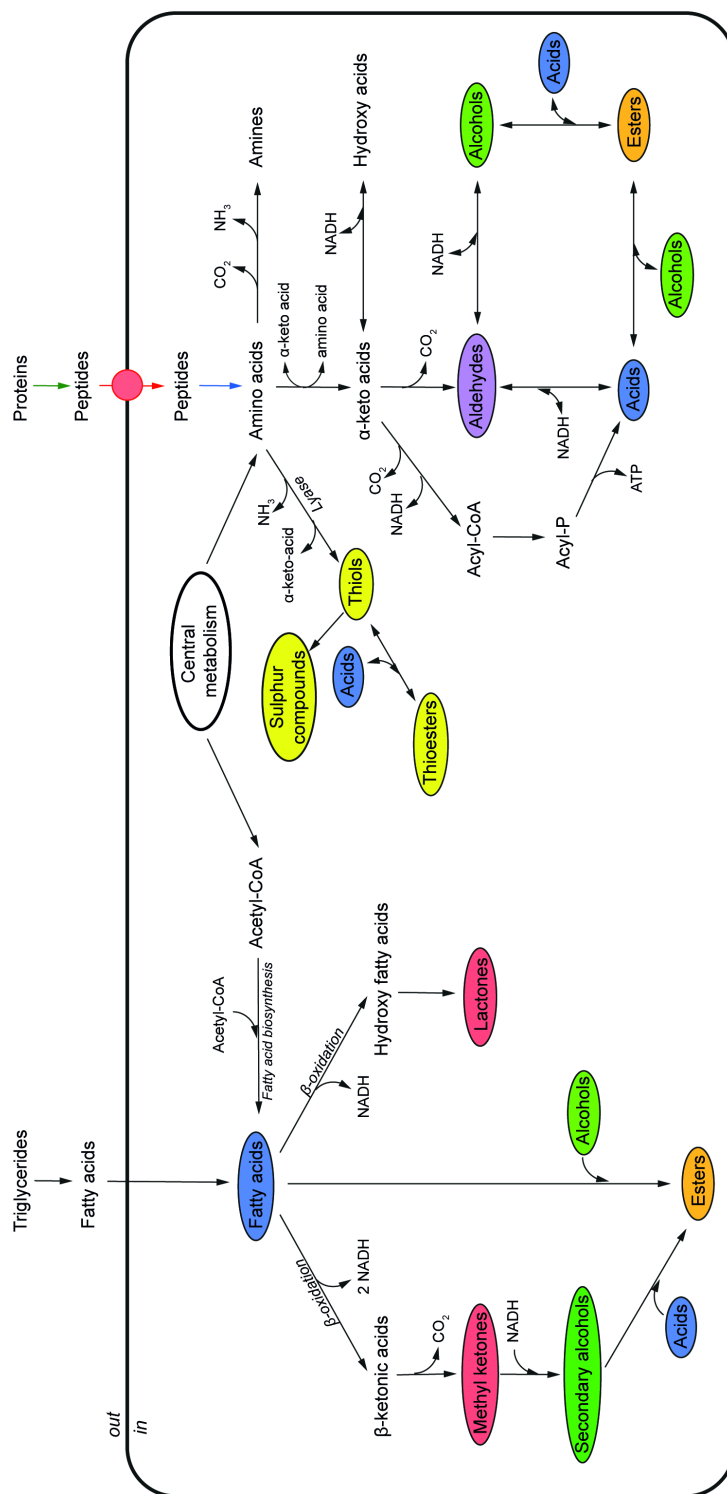 out
in
Triglycerides
Fatty acids
Fatty acids
Acetyl-CoA
Fatty acid biosynthesis
Acetyl-CoA
Central
metabolism
β-oxidation
2 NADH
β-ketonic acids
CO2
Methyl ketones
NADH
Secondary alcohols
Acids
Esters
Alcohols
β-oxidation
NADH
Hydroxy fatty acids
Lactones
Proteins
Peptides
Peptides
Amino acids
CO2
NH3
Amines
NH3
Lyase
α-keto-acid
Thiols
Sulphur
compounds
Acids
Thioesters
α-keto acid
amino acid
α-keto acids
NADH
Hydroxy acids
CO2
NADH
Acyl-CoA
Acyl-P
ATP
CO2
Aldehydes
NADH
Alcohols
NADH
Acids
Acids
Alcohols
Esters